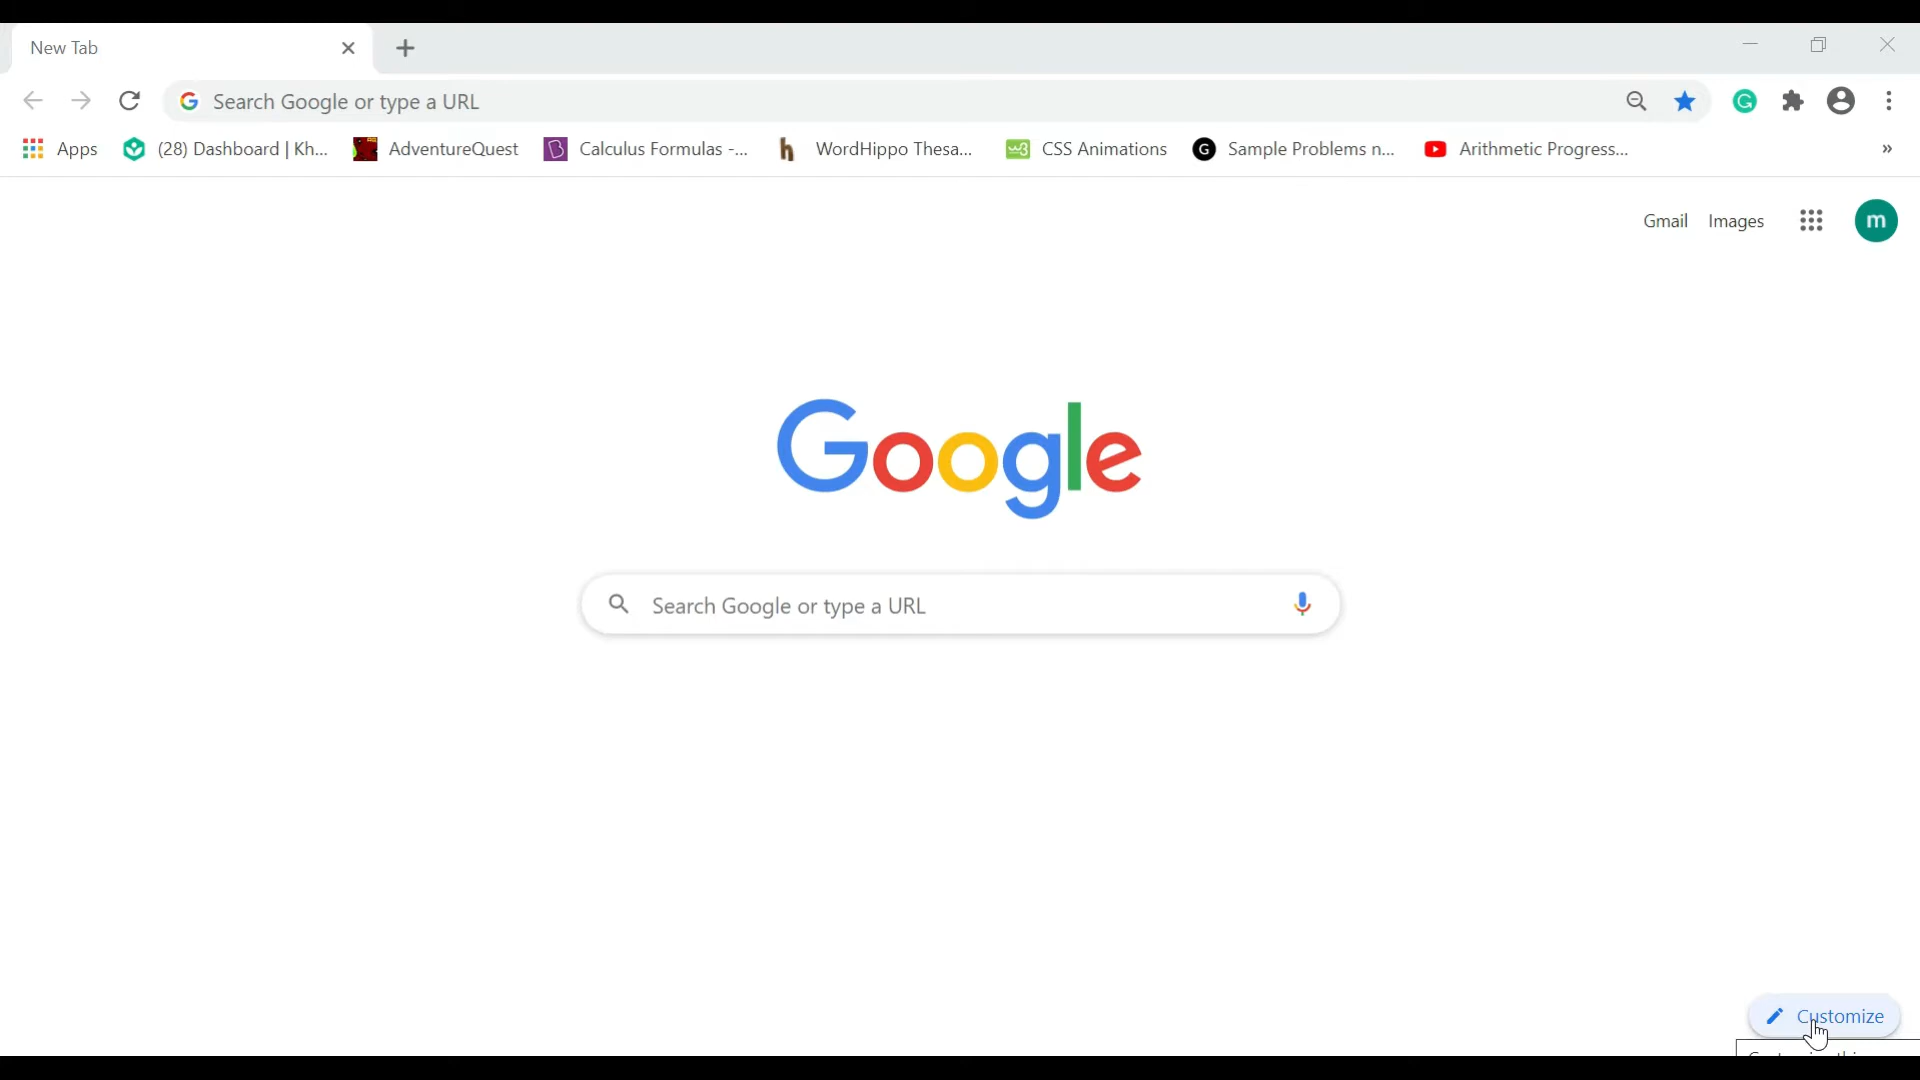 New Tab
Search Google or type a URL
Apps (28) Dashboard | Kh... AdventureQuest Calculus Formulas -... WordHippo Thesa... CSS Animations Sample Problems n... Arithmetic Progress... »
Gmail Images m
Google
Search Google or type a URL
Customize